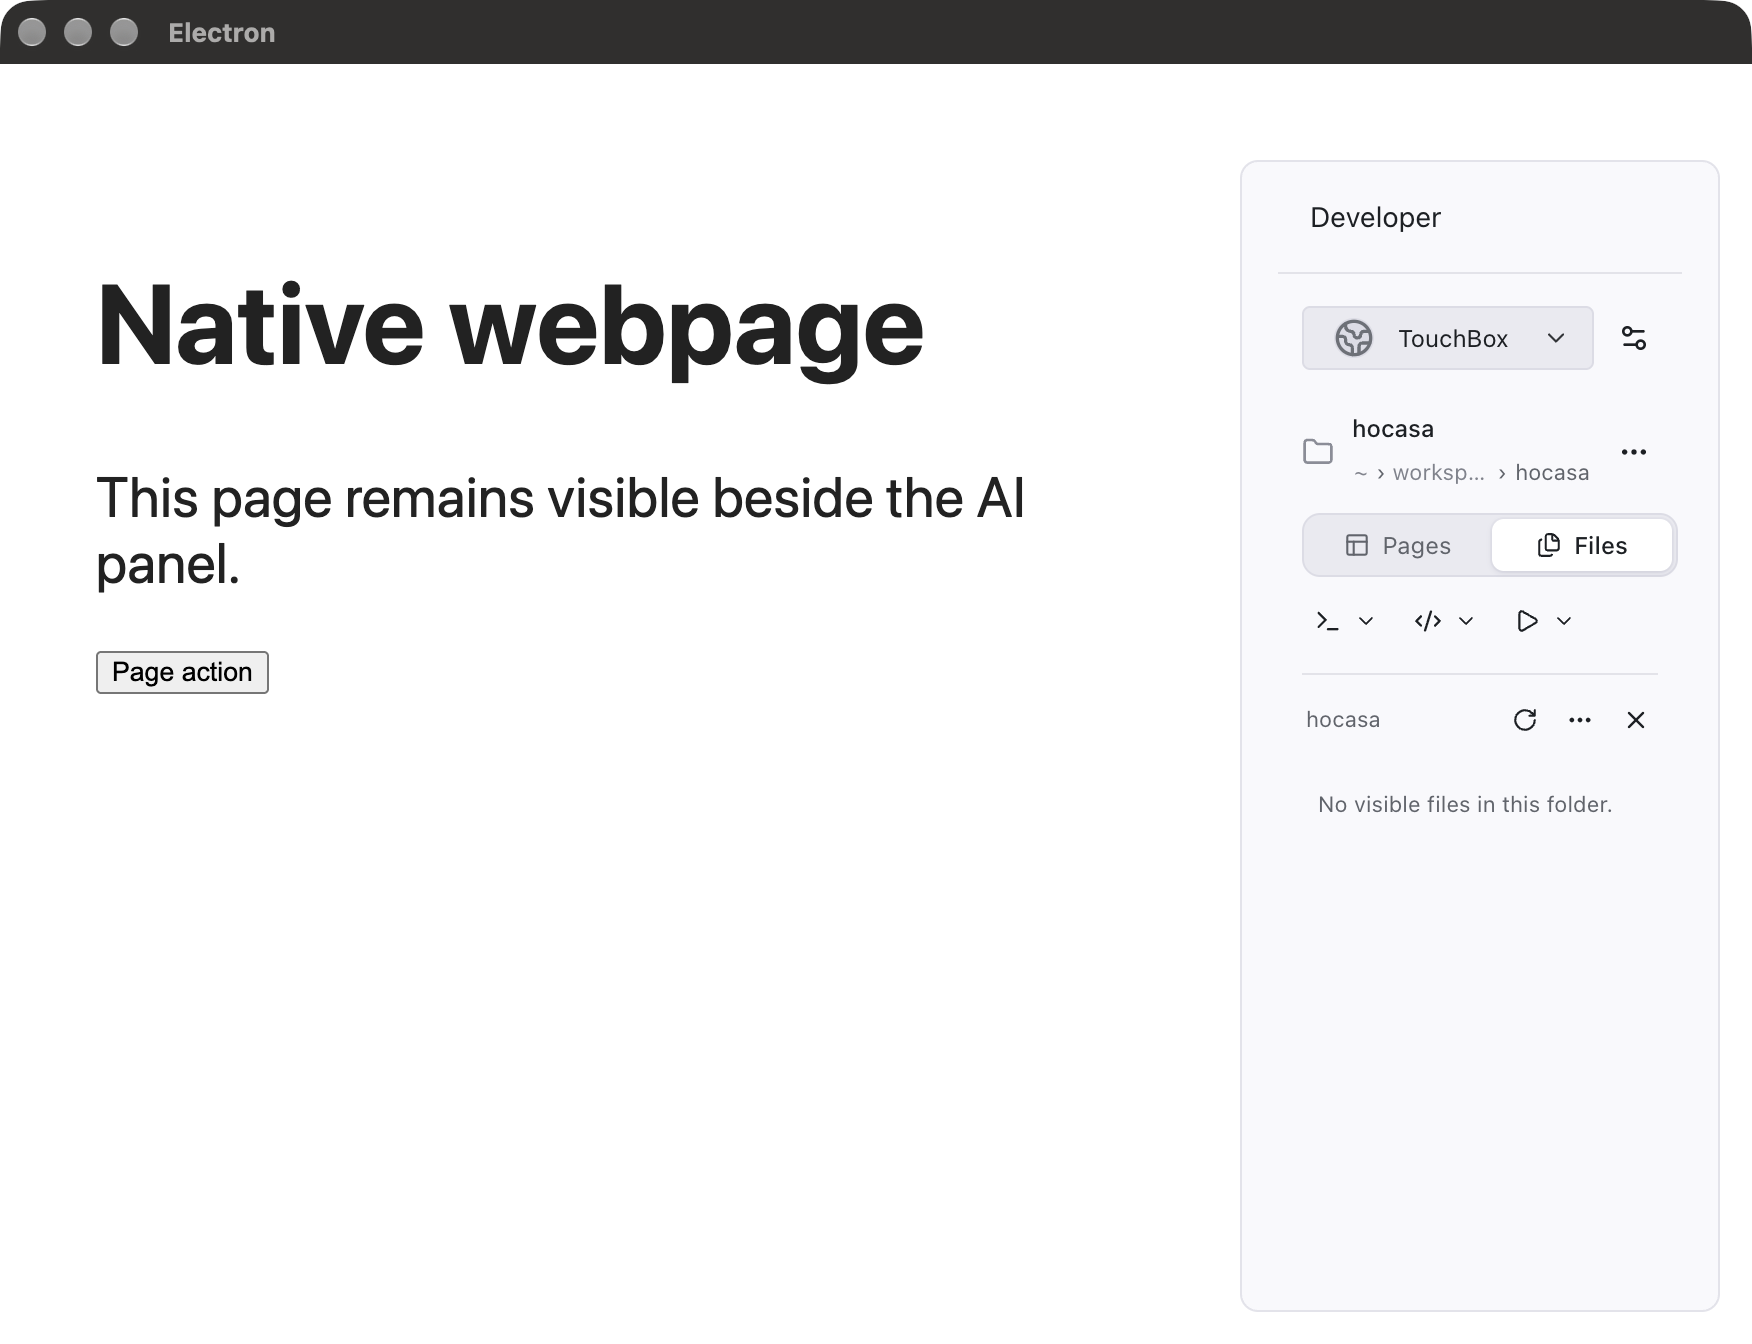 Electron
Native webpage
This page remains visible beside the AI
panel.
Page action
Developer
TouchBox
hocasa
~ › worksp... › hocasa
Pages
Files
hocasa
No visible files in this folder.